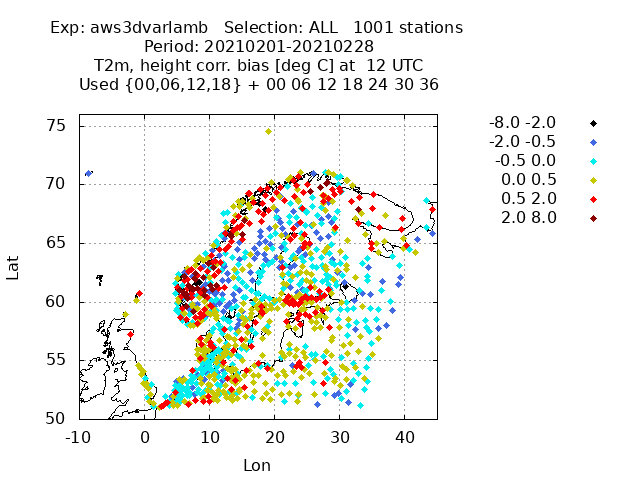 Exp: aws3dvarlamb   Selection: ALL   1001 stations
Period: 20210201-20210228
T2m, height corr. bias [deg C] at  12 UTC
Used {00,06,12,18} + 00 06 12 18 24 30 36
-8.0 -2.0
-2.0 -0.5
-0.5 0.0
0.0 0.5
0.5 2.0
2.0 8.0
75
70
65
60
55
50
Lat
-10 0 10 20 30 40
Lon